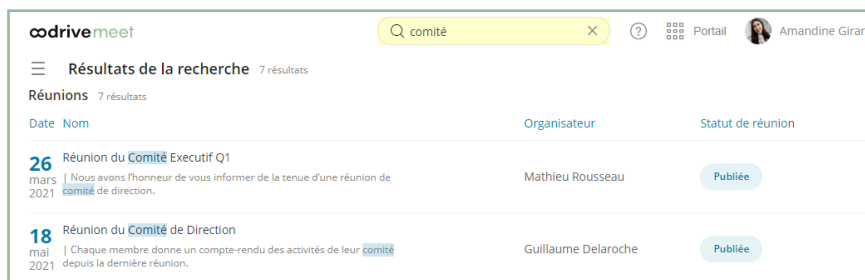 oodrive meet
comité
Portail
Amandine Girar
Résultats de la recherche 7 résultats
Réunions 7 résultats
Date Nom Organisateur Statut de réunion
26 mars 2021
Réunion du Comité Executif Q1
| Nous avons l'honneur de vous informer de la tenue d'une réunion de
comité de direction.
Mathieu Rousseau
Publiée
18 mai 2021
Réunion du Comité de Direction
| Chaque membre donne un compte-rendu des activités de leur comité
depuis la dernière réunion.
Guillaume Delaroche
Publiée